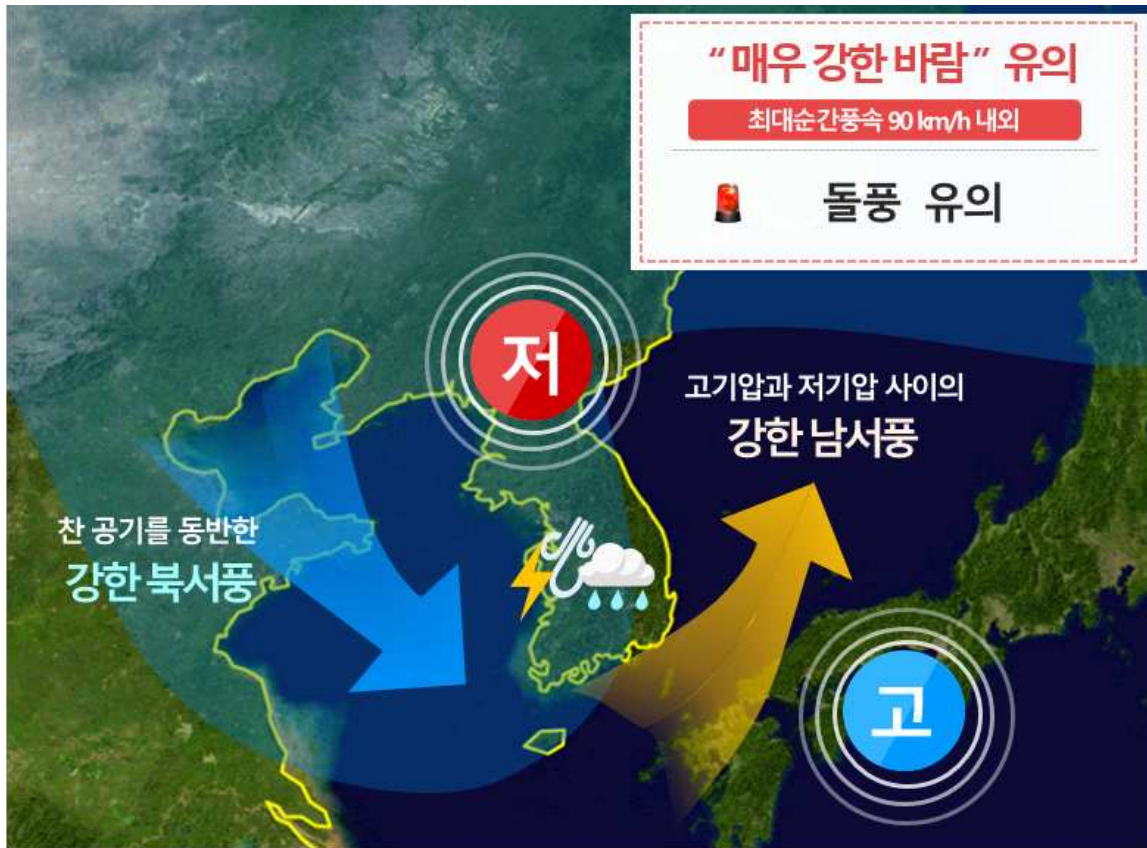 “매우 강한 바람” 유의
최대순간풍속 90 km/h 내외
돌풍 유의
저
고기압과 저기압 사이의
강한 남서풍
찬 공기를 동반한
강한 북서풍
고